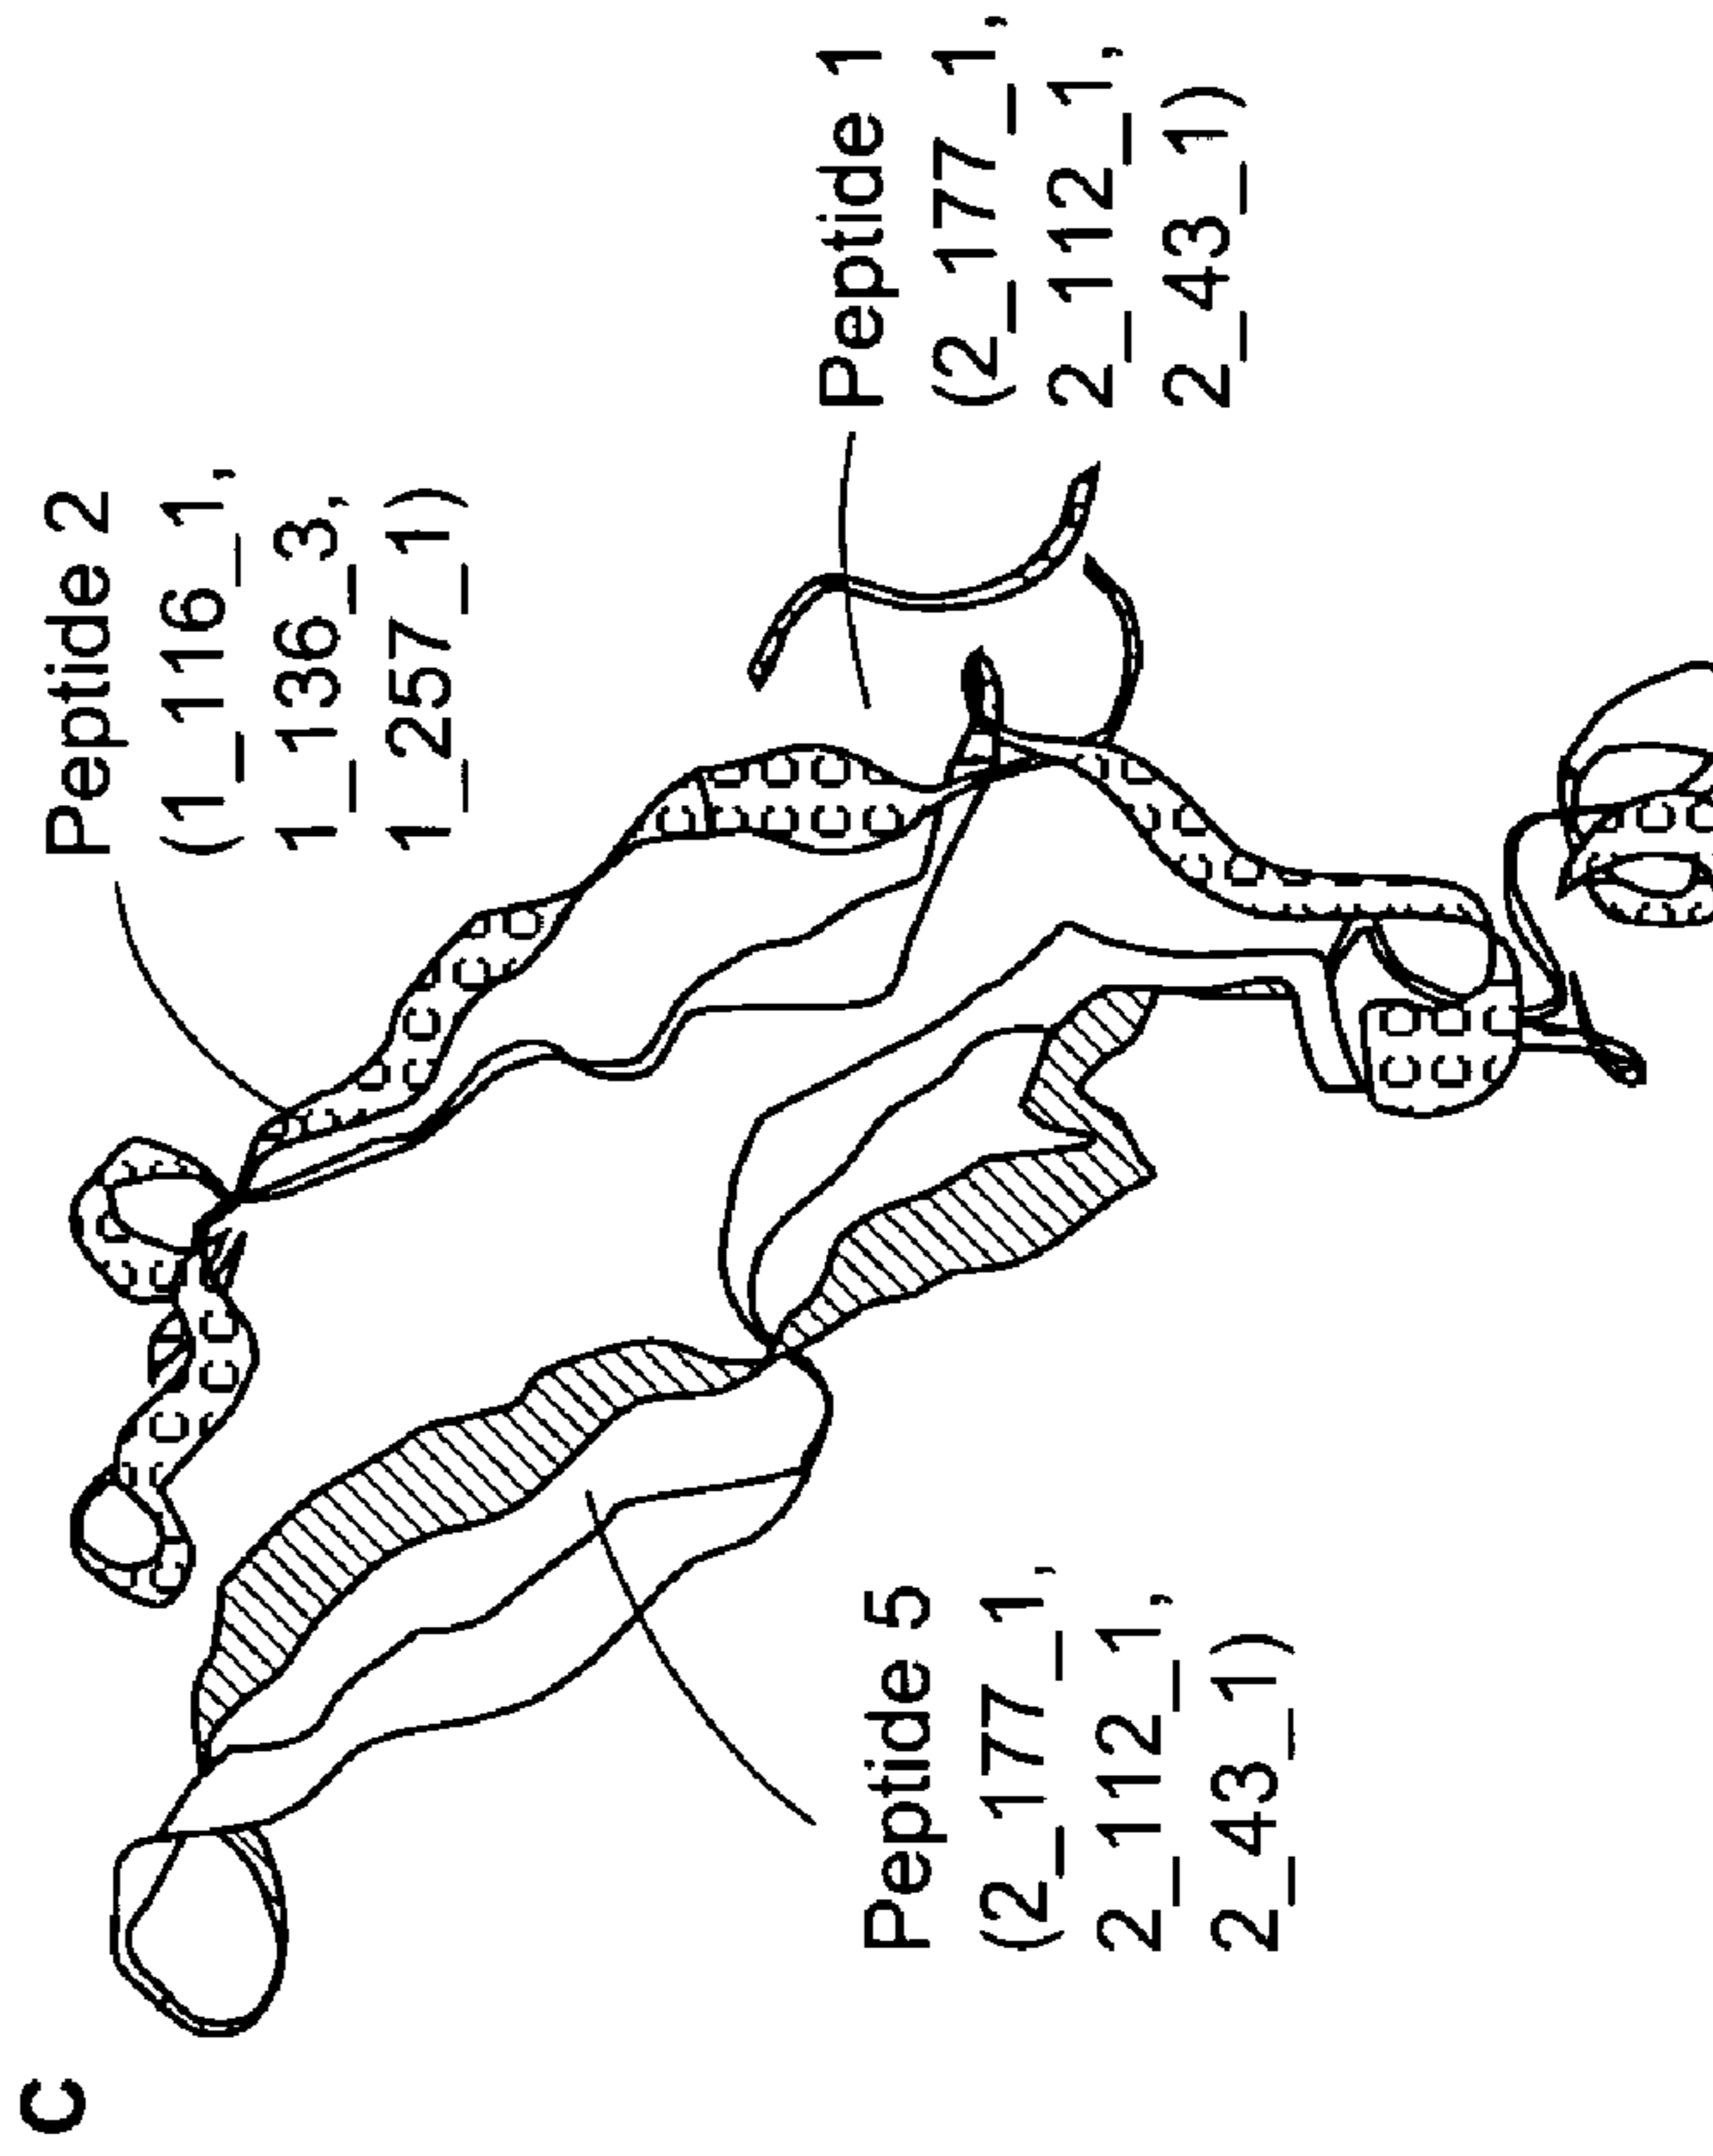 C
Peptide 2
(1_116_1,
1_136_3,
1_257_1)
Peptide 5
(2_177_1,
2_112_1,
2_43_1)
Peptide 1
(2_177_1,
2_112_1,
2_43_1)